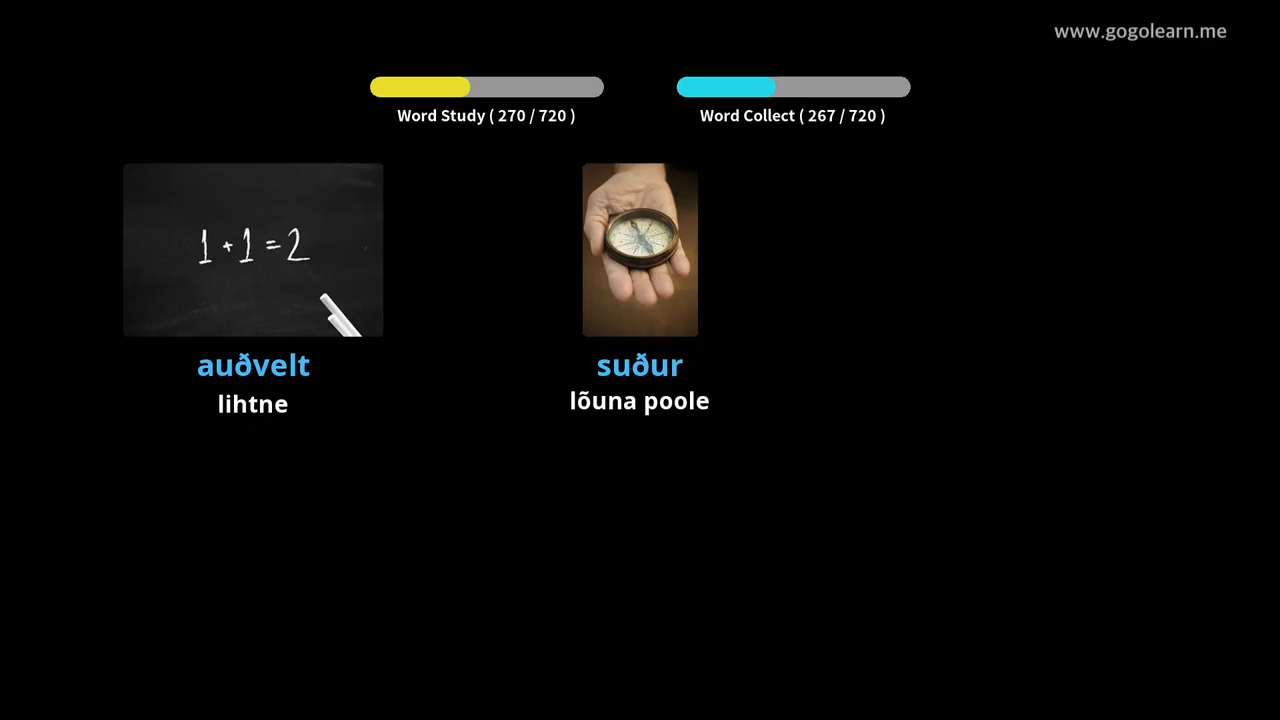 www.gogolearn.me
Word Study ( 270 / 720 )
Word Collect ( 267 / 720 )
1 + 1 = 2
auðvelt
lihtne
suður
lõuna poole